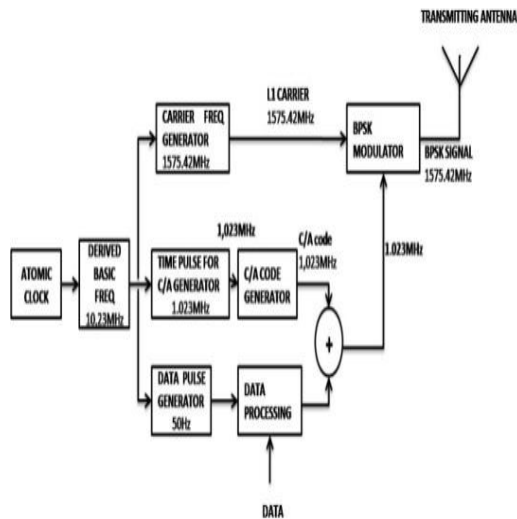 TRANSMITTING ANTENNA
L1 CARRIER
1575.42MHz
CARRIER FREQ
GENERATOR
1575.42MHz
BPSK
MODULATOR
BPSK SIGNAL
1575.42MHz
1,023MHz
C/A code
1,023MHz
1.023MHz
ATOMIC
CLOCK
DERIVED
BASIC
FREQ
10.23MHz
TIME PULSE FOR
C/A GENERATOR
1.023MHz
C/A CODE
GENERATOR
+
DATA PULSE
GENERATOR
50Hz
DATA
PROCESSING
DATA